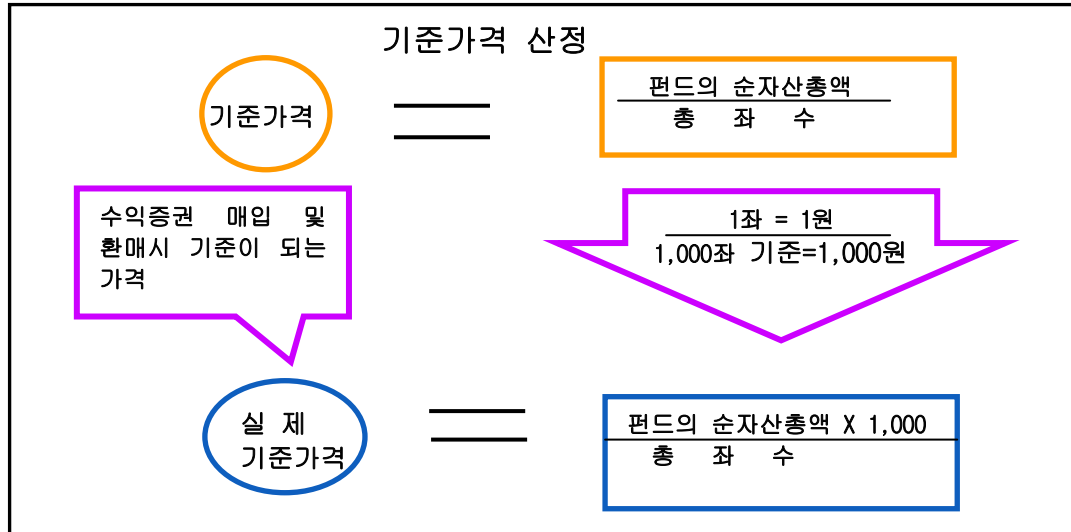 기준가격 산정
기준가격
펀드의 순자산총액
총 좌 수
수익증권 매입 및
환매시 기준이 되는
가격
1좌 = 1원
1,000좌 기준=1,000원
실 제
기준가격
펀드의 순자산총액 X 1,000
총 좌 수